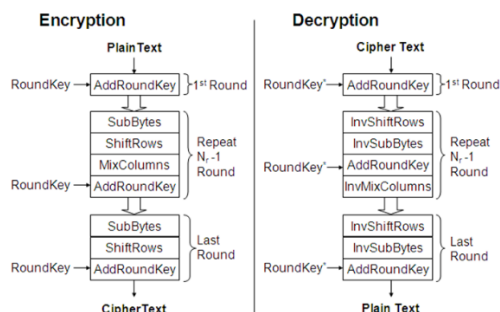 Encryption
Plain Text
RoundKey
AddRoundKey
1st Round
SubBytes
ShiftRows
MixColumns
RoundKey
AddRoundKey
Repeat
Nr -1
Round
SubBytes
ShiftRows
RoundKey
AddRoundKey
Last
Round
CipherText
Decryption
Cipher Text
RoundKey*
AddRoundKey
1st Round
InvShiftRows
InvSubBytes
RoundKey*
AddRoundKey
InvMixColumns
Repeat
Nr -1
Round
InvShiftRows
InvSubBytes
RoundKey*
AddRoundKey
Last
Round
Plain Text